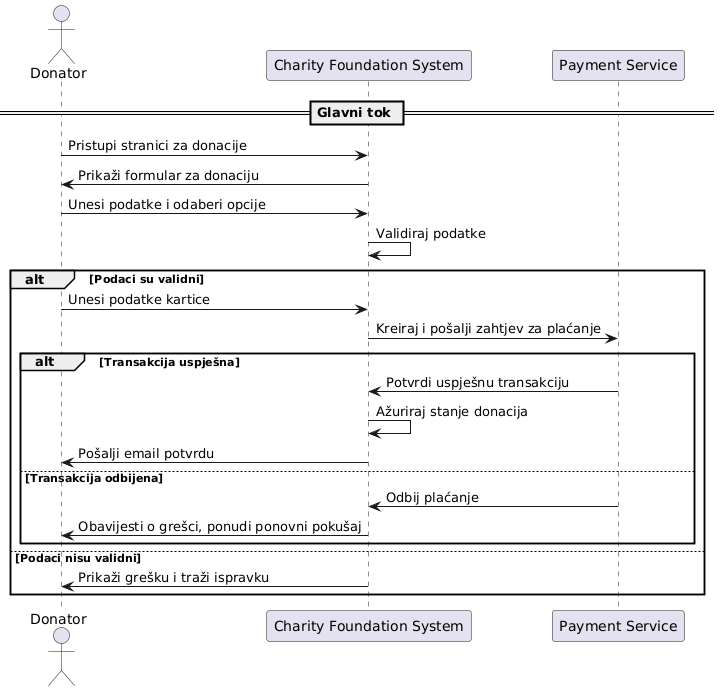 Donator
Charity Foundation System
Payment Service
Glavni tok
Pristupi stranici za donacije
Prikaži formular za donaciju
Unesi podatke i odaberi opcije
Validiraj podatke
alt
[Podaci su validni]
Unesi podatke kartice
Kreiraj i pošalji zahtjev za plaćanje
alt
[Transakcija uspješna]
Potvrdi uspješnu transakciju
Ažuriraj stanje donacija
Pošalji email potvrdu
[Transakcija odbijena]
Odbij plaćanje
Obavijesti o grešci, ponudi ponovni pokušaj
[Podaci nisu validni]
Prikaži grešku i traži ispravku
Donator
Charity Foundation System
Payment Service